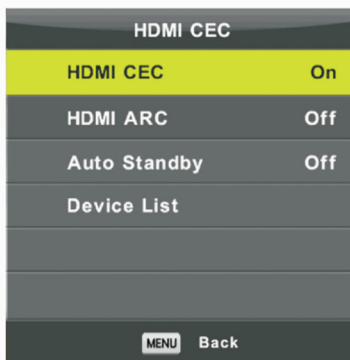 HDMI CEC
HDMI CEC On
HDMI ARC Off
Auto Standby Off
Device List
MENU Back